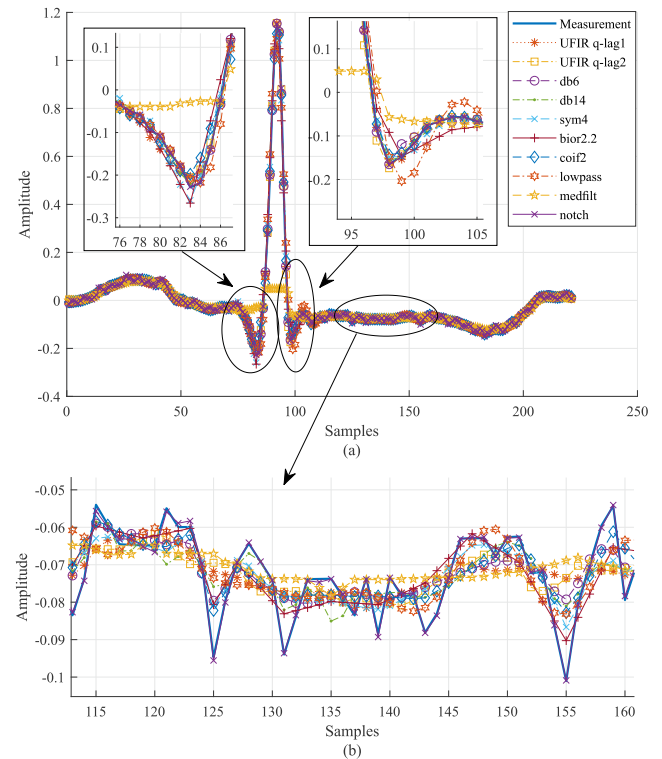 (a)
1.2
1
0.8
0.6
0.4
0.2
0
-0.2
-0.4
Amplitude
0 50 100 150 200 250
Samples
0.1
0
-0.1
-0.2
-0.3
76 78 80 82 83 84 86
0.1
0
-0.1
-0.2
95 100 105
Measurement
UFIR q-lag1
UFIR q-lag2
db6
db14
sym4
bior2.2
coif2
lowpass
medfilt
notch
(a)
-0.05
-0.06
-0.07
-0.08
-0.09
-0.1
Amplitude
115 120 125 130 135 140 145 150 155 160
Samples
(b)